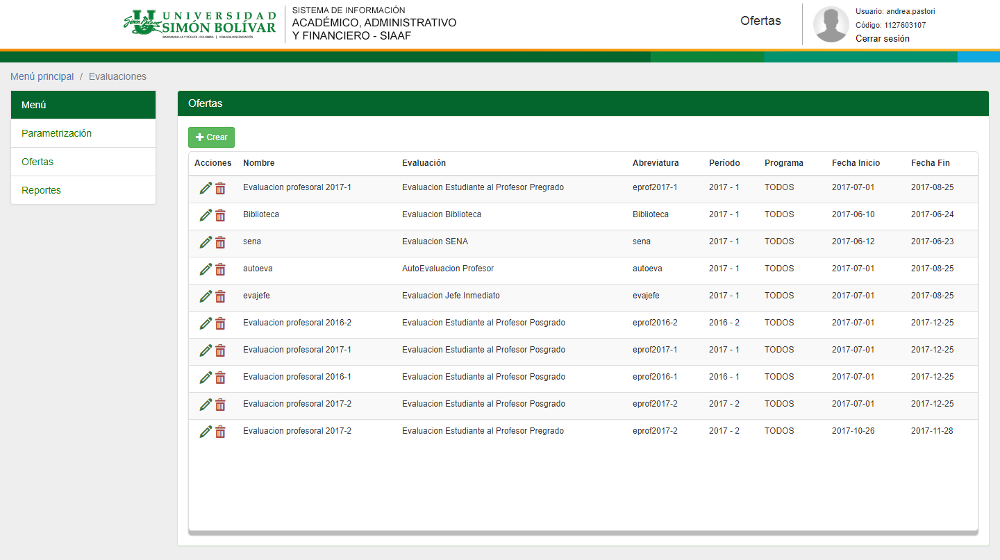 UNIVERSIDAD
SIMÓN BOLÍVAR
BARRANQUILLA Y CÚCUTA - COLOMBIA | VIGILADA MINEDUCACIÓN
SISTEMA DE INFORMACIÓN
ACADÉMICO, ADMINISTRATIVO
Y FINANCIERO - SIAAF
Ofertas
Usuario: andrea.pastori
Código: 1127603107
Cerrar sesión
Menú principal / Evaluaciones
Menú
Parametrización
Ofertas
Reportes
Ofertas
Crear
Acciones Nombre Evaluación Abreviatura Período Programa Fecha Inicio Fecha Fin
Evaluacion profesoral 2017-1 Evaluacion Estudiante al Profesor Pregrado eprof2017-1 2017 - 1 TODOS 2017-07-01 2017-08-25
Biblioteca Evaluacion Biblioteca Biblioteca 2017 - 1 TODOS 2017-06-10 2017-06-24
sena Evaluacion SENA sena 2017 - 1 TODOS 2017-06-12 2017-06-23
autoeva AutoEvaluacion Profesor autoeva 2017 - 1 TODOS 2017-07-01 2017-08-25
evajefe Evaluacion Jefe Inmediato evajefe 2017 - 1 TODOS 2017-07-01 2017-08-25
Evaluacion profesoral 2016-2 Evaluacion Estudiante al Profesor Posgrado eprof2016-2 2016 - 2 TODOS 2017-07-01 2017-12-25
Evaluacion profesoral 2017-1 Evaluacion Estudiante al Profesor Posgrado eprof2017-1 2017 - 1 TODOS 2017-07-01 2017-12-25
Evaluacion profesoral 2016-1 Evaluacion Estudiante al Profesor Posgrado eprof2016-1 2016 - 1 TODOS 2017-07-01 2017-12-25
Evaluacion profesoral 2017-2 Evaluacion Estudiante al Profesor Posgrado eprof2017-2 2017 - 2 TODOS 2017-07-01 2017-12-25
Evaluacion profesoral 2017-2 Evaluacion Estudiante al Profesor Pregrado eprof2017-2 2017 - 2 TODOS 2017-10-26 2017-11-28